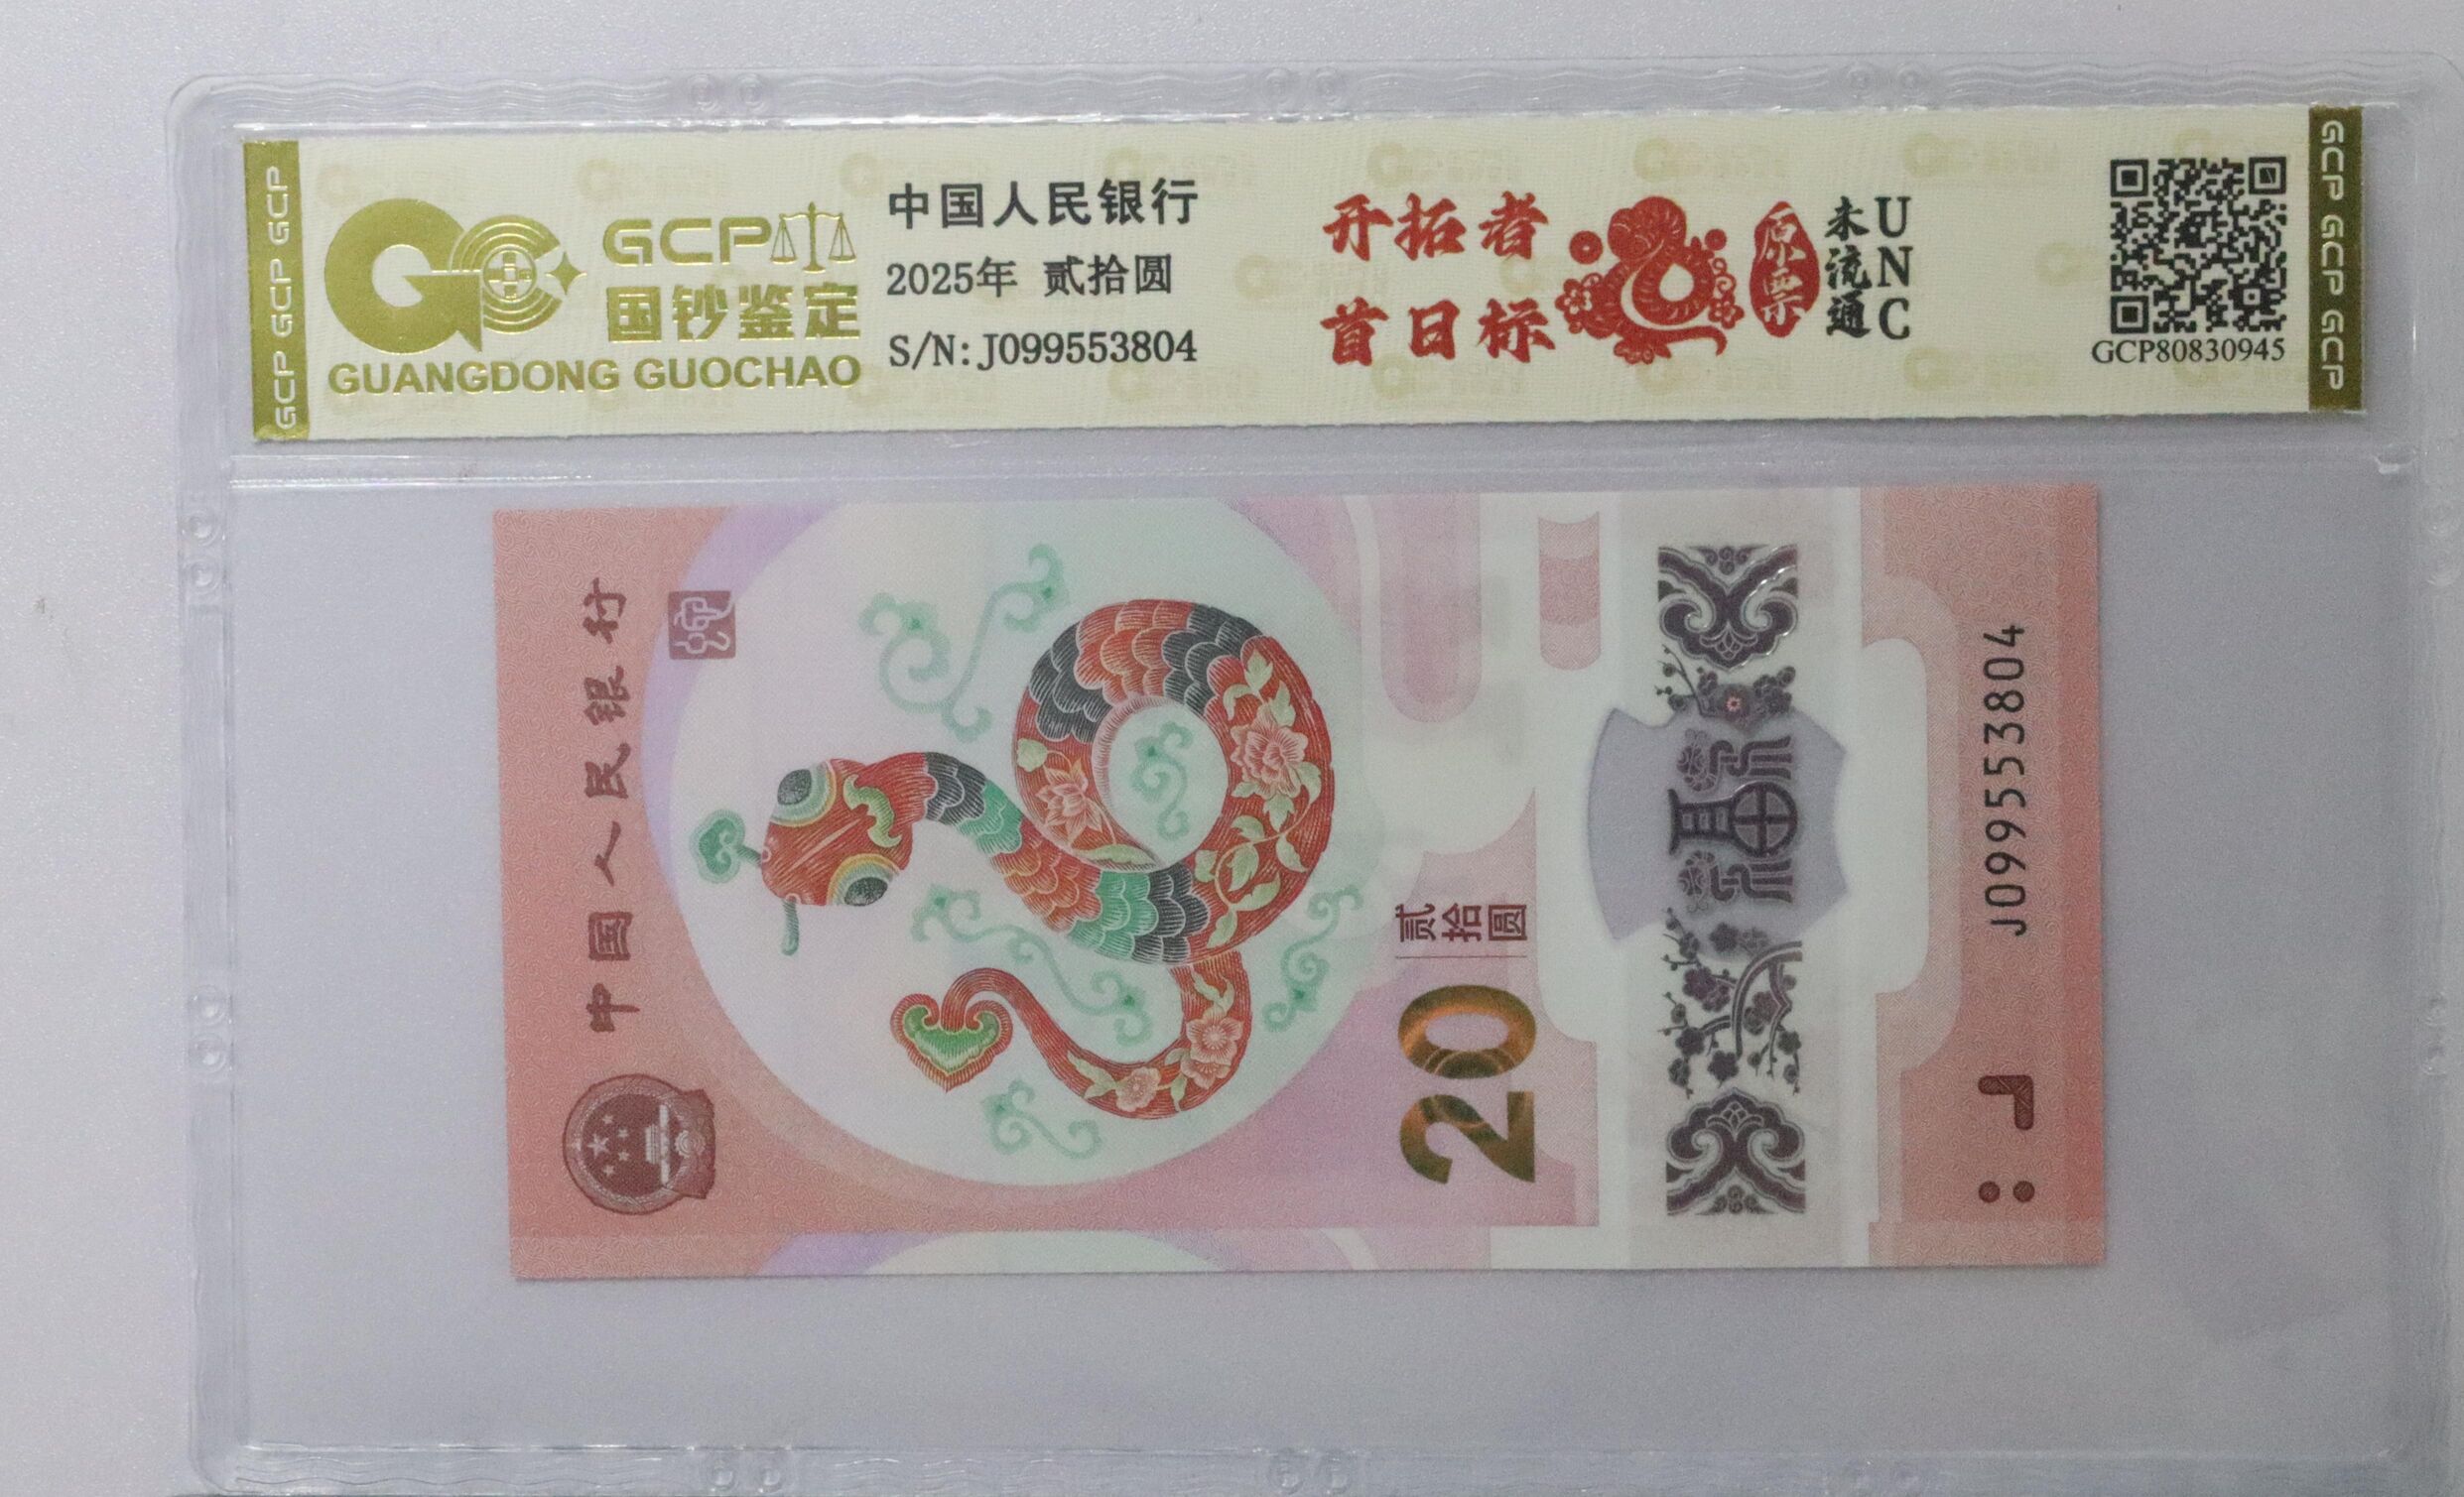 GCP GCP GCP
GCP
国钞鉴定
GUANGDONG GUOCHAO
中国人民银行
2025年 贰拾圆
S/N:J099553804
开拓者
首日标
原票
未流通
UNC
GCP80830945
GCP GCP GCP
中国人民银行
贰拾圆
20
福
J099553804